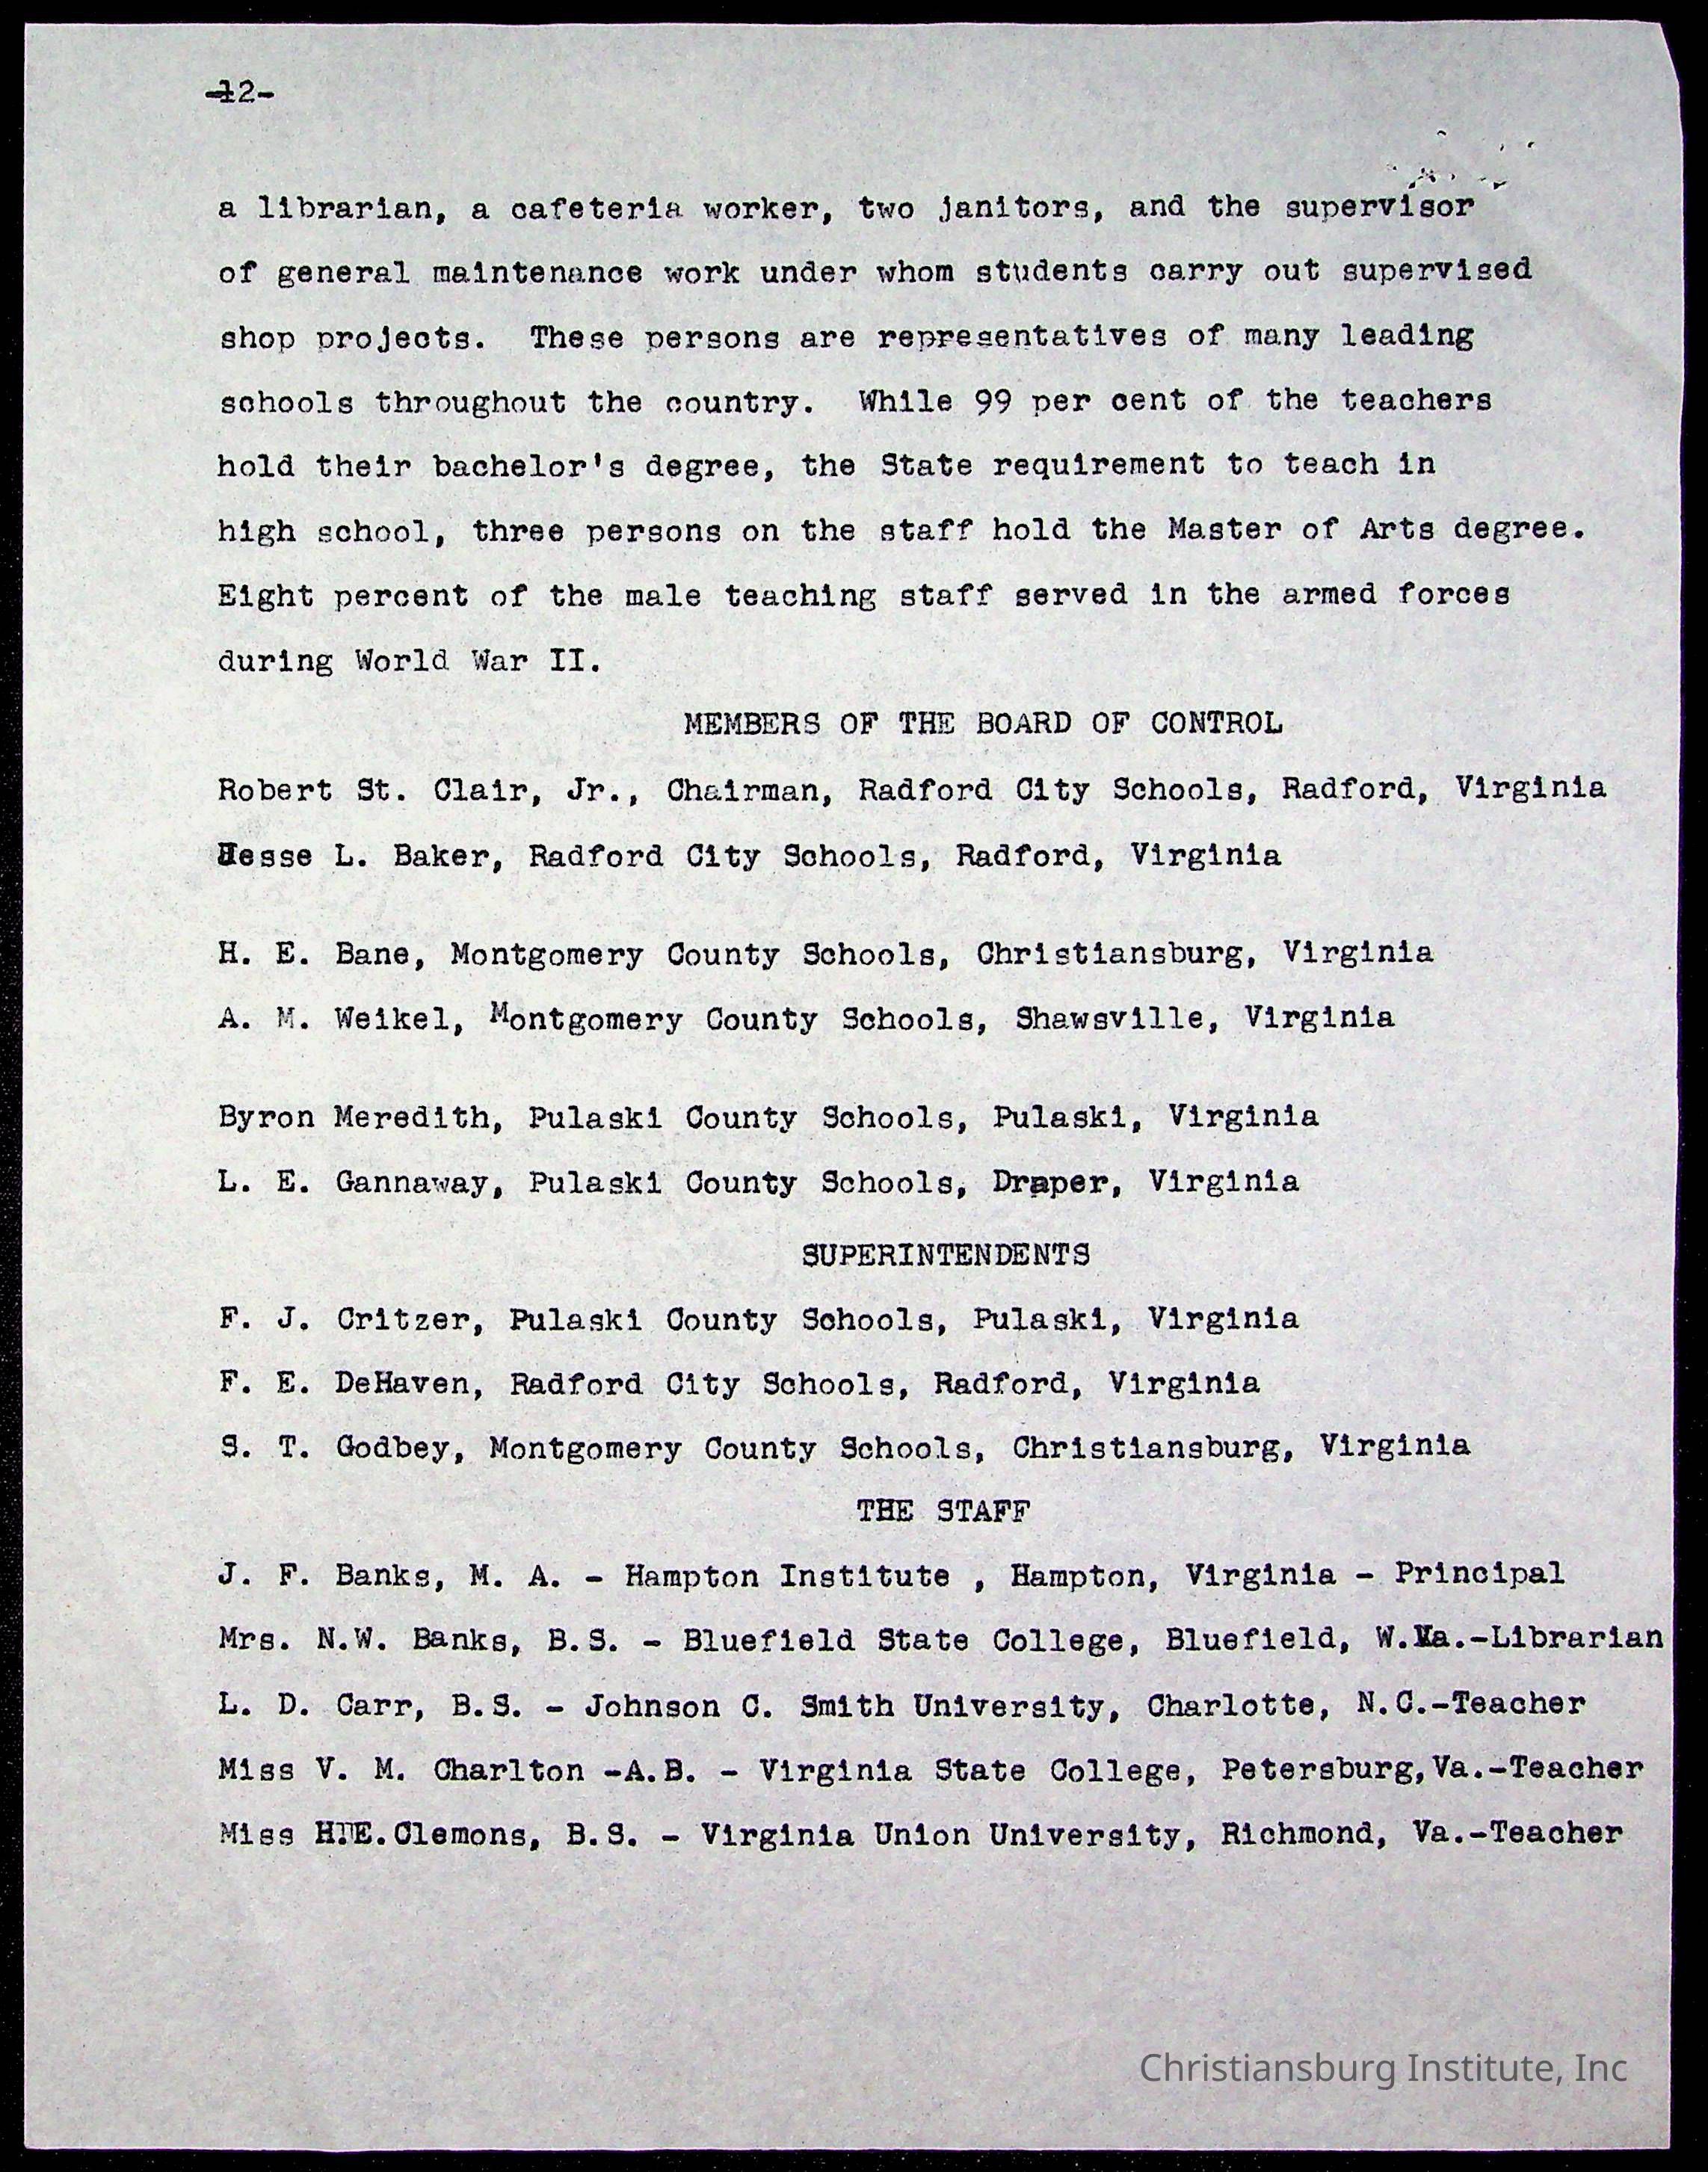 -12-
a librarian, a cafeteria worker, two janitors, and the supervisor
of general maintenance work under whom students carry out supervised
shop projects.  These persons are representatives of many leading
schools throughout the country.  While 99 per cent of the teachers
hold their bachelor's degree, the State requirement to teach in
high school, three persons on the staff hold the Master of Arts degree.
Eight percent of the male teaching staff served in the armed forces
during World War II.
MEMBERS OF THE BOARD OF CONTROL
Robert St. Clair, Jr., Chairman, Radford City Schools, Radford, Virginia
L. Baker, Radford City Schools, Radford, Virginia
H. E. Bane, Montgomery County Schools, Christiansburg, Virginia
A. M. Weikel, Montgomery County Schools, Shawsville, Virginia
Byron Meredith, Pulaski County Schools, Pulaski, Virginia
L. E. Gannaway, Pulaski County Schools, Draper, Virginia
SUPERINTENDENTS
F. J. Critzer, Pulaski County Schools, Pulaski, Virginia
F. E. DeHaven, Radford City Schools, Radford, Virginia
S. T. Godbey, Montgomery County Schools, Christiansburg, Virginia
THE STAFF
J. F. Banks, M. A. - Hampton Institute , Hampton, Virginia - Principal
Mrs. N.W. Banks, B.S. - Bluefield State College, Bluefield, W.Va.-Librarian
L. D. Carr, B.S. - Johnson C. Smith University, Charlotte, N.C.-Teacher
Miss V. M. Charlton -A.B. - Virginia State College, Petersburg,Va.-Teacher
Miss Clemons, B.S. - Virginia Union University, Richmond, Va.-Teacher
Christiansburg Institute, Inc